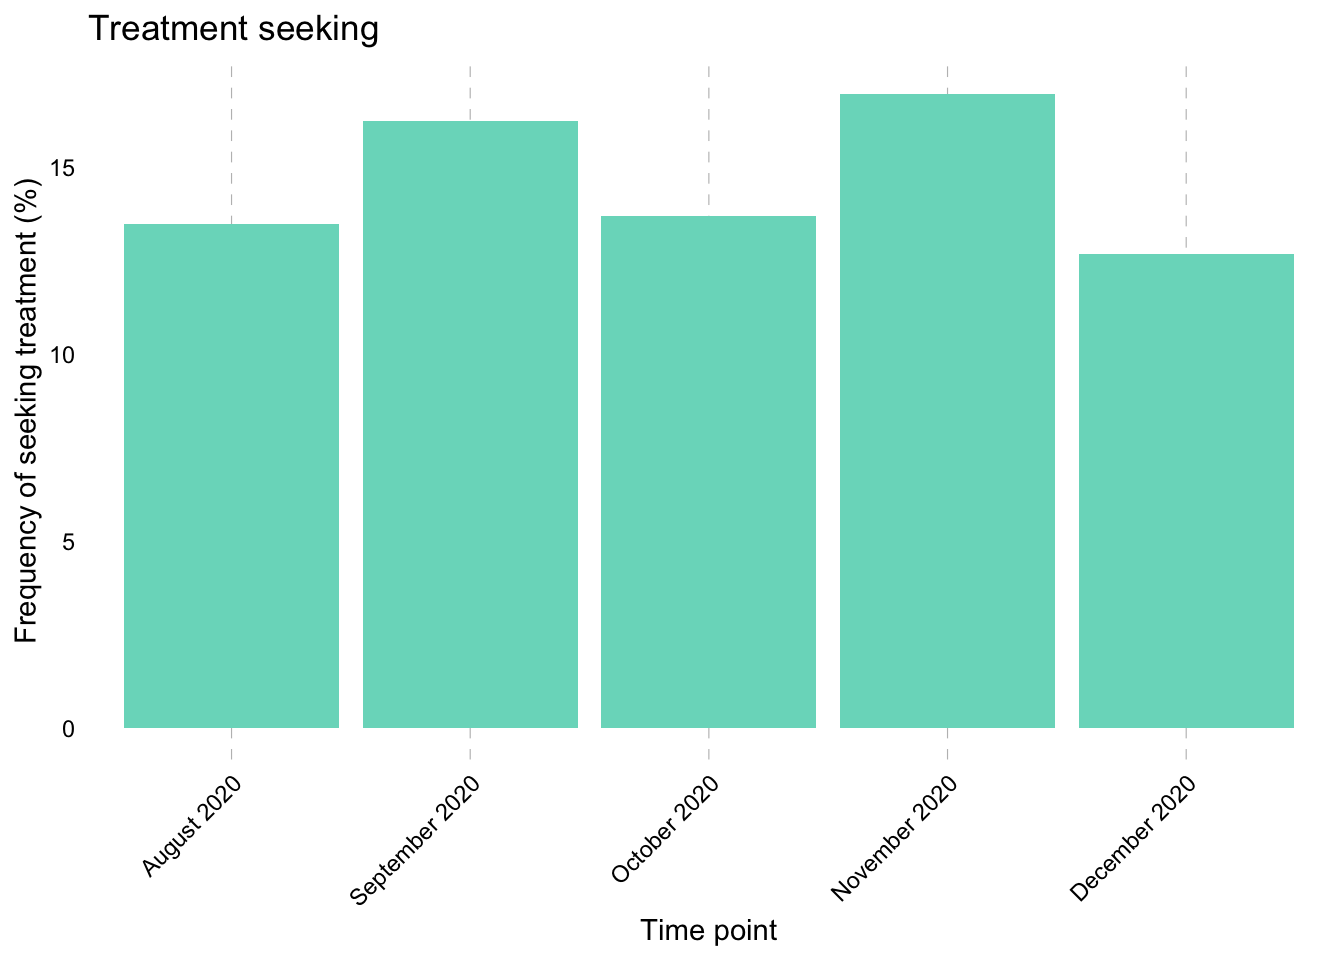 Treatment seeking
Frequency of seeking treatment (%)
15
10
5
0
August 2020
September 2020
October 2020
November 2020
December 2020
Time point